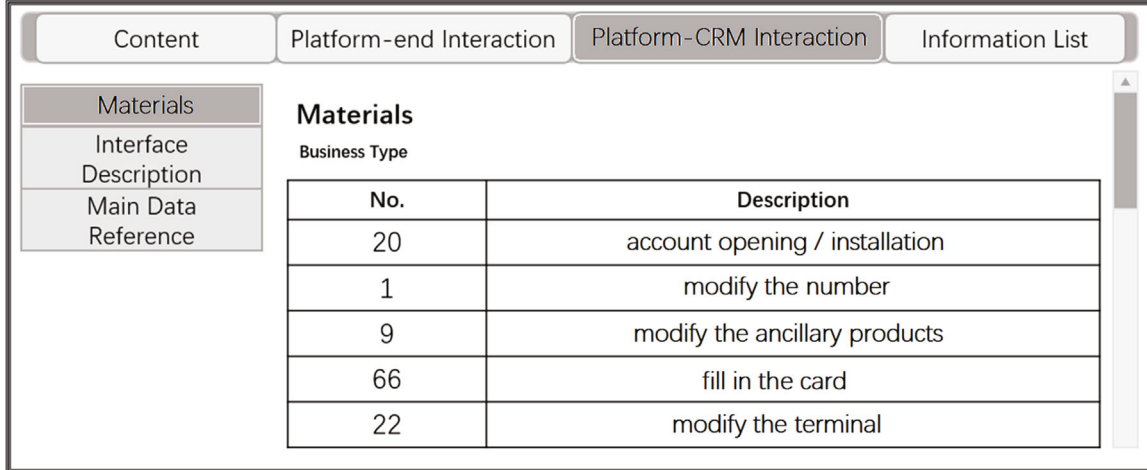 Content Platform-end Interaction Platform-CRM Interaction Information List
Materials
Interface
Description
Main Data
Reference
Materials
Business Type
No. Description
20 account opening / installation
1 modify the number
9 modify the ancillary products
66 fill in the card
22 modify the terminal